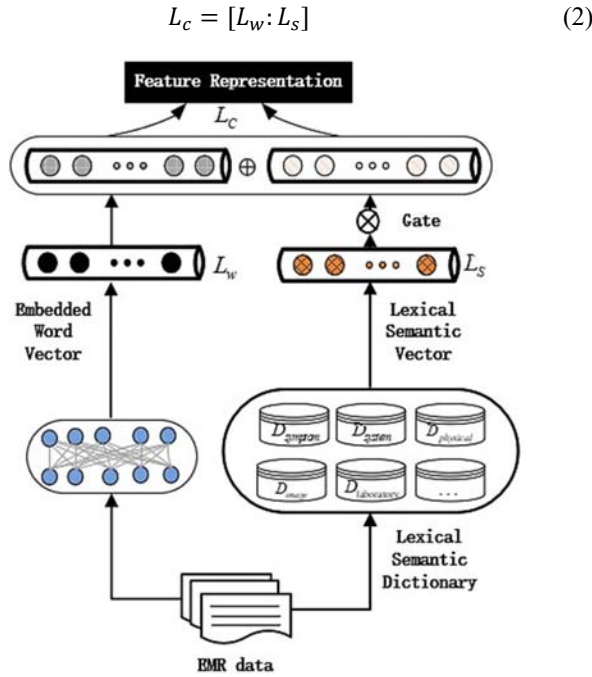 L_c = [L_w: L_s] (2)
Feature Representation
L_C
Gate
L_w
L_S
Embedded
Word
Vector
Lexical
Semantic
Vector
D_symptom D_system D_physical
D_image D_laboratory ...
Lexical
Semantic
Dictionary
EMR data